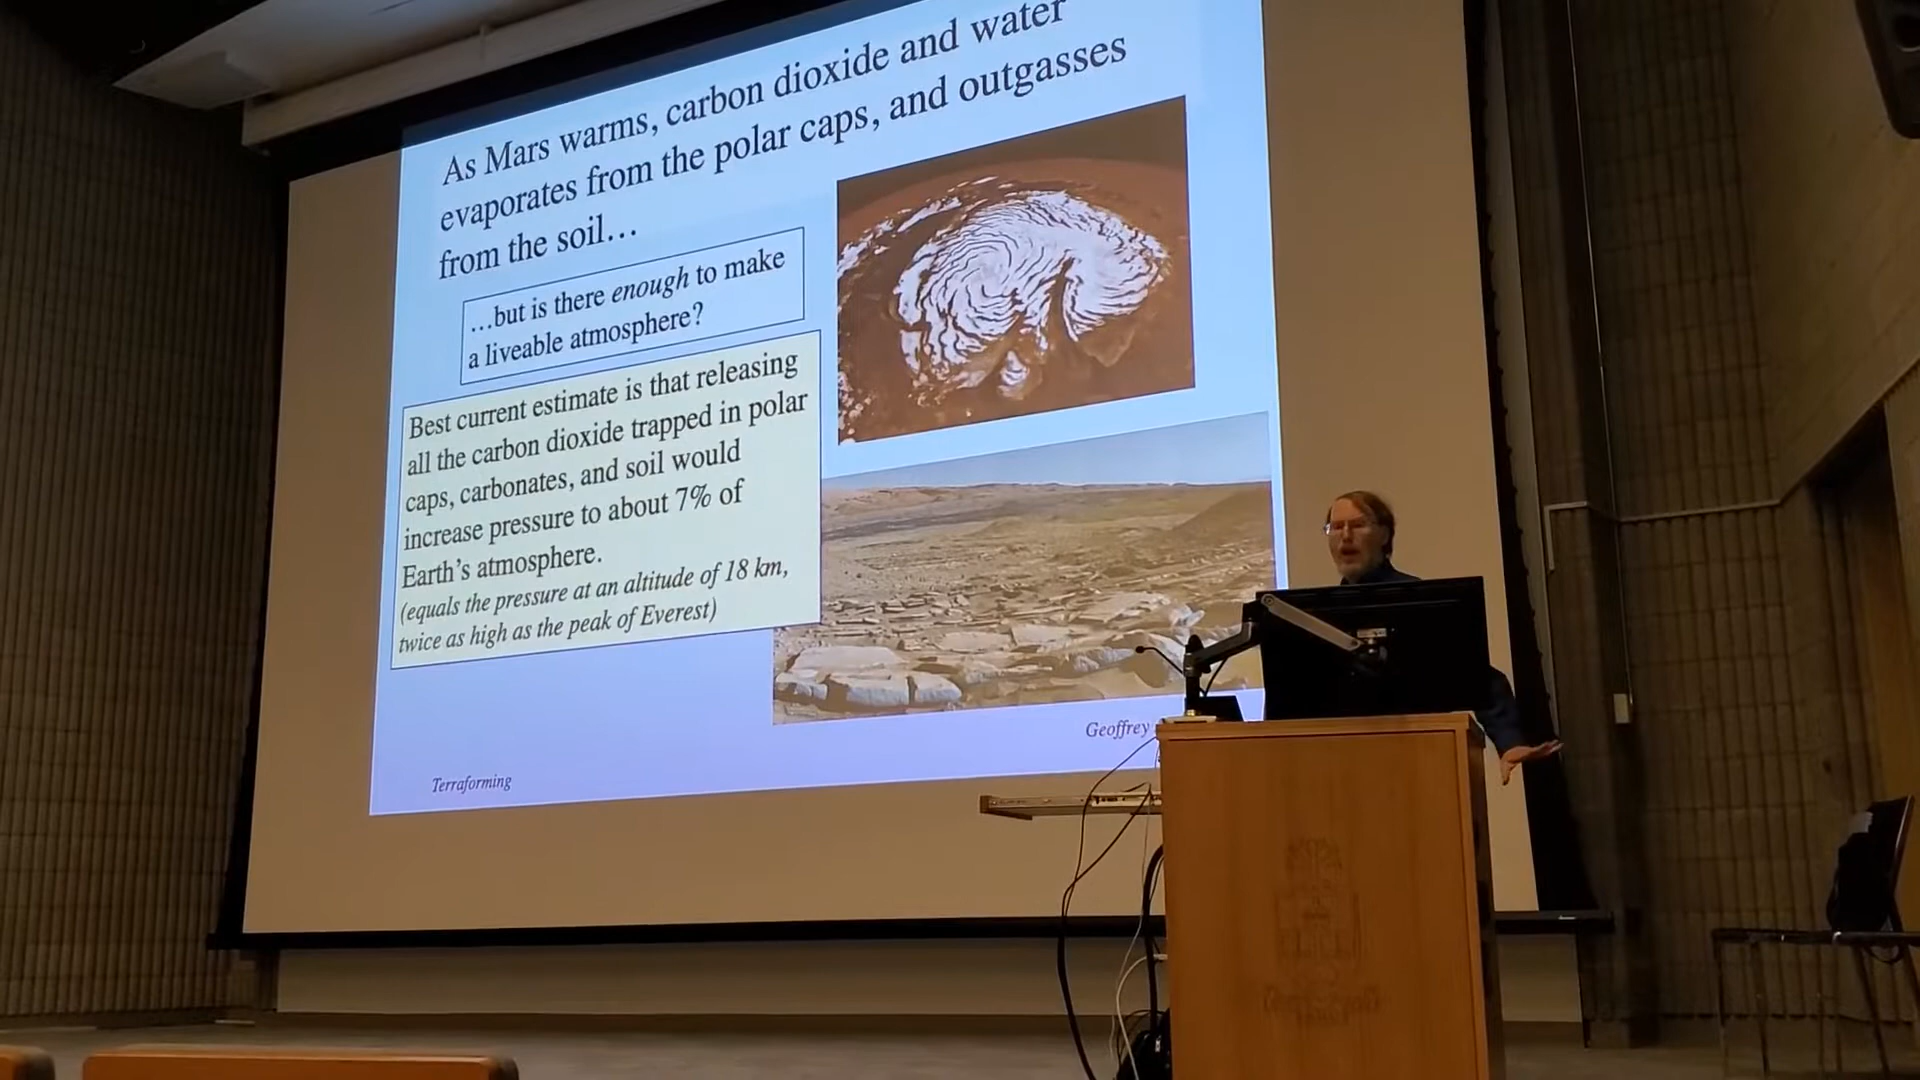 As Mars warms, carbon dioxide and water
evaporates from the polar caps, and outgasses
from the soil…
…but is there enough to make
a liveable atmosphere?
Best current estimate is that releasing
all the carbon dioxide trapped in polar
caps, carbonates, and soil would
increase pressure to about 7% of
Earth’s atmosphere.
(equals the pressure at an altitude of 18 km,
twice as high as the peak of Everest)
Terraforming
Geoffrey